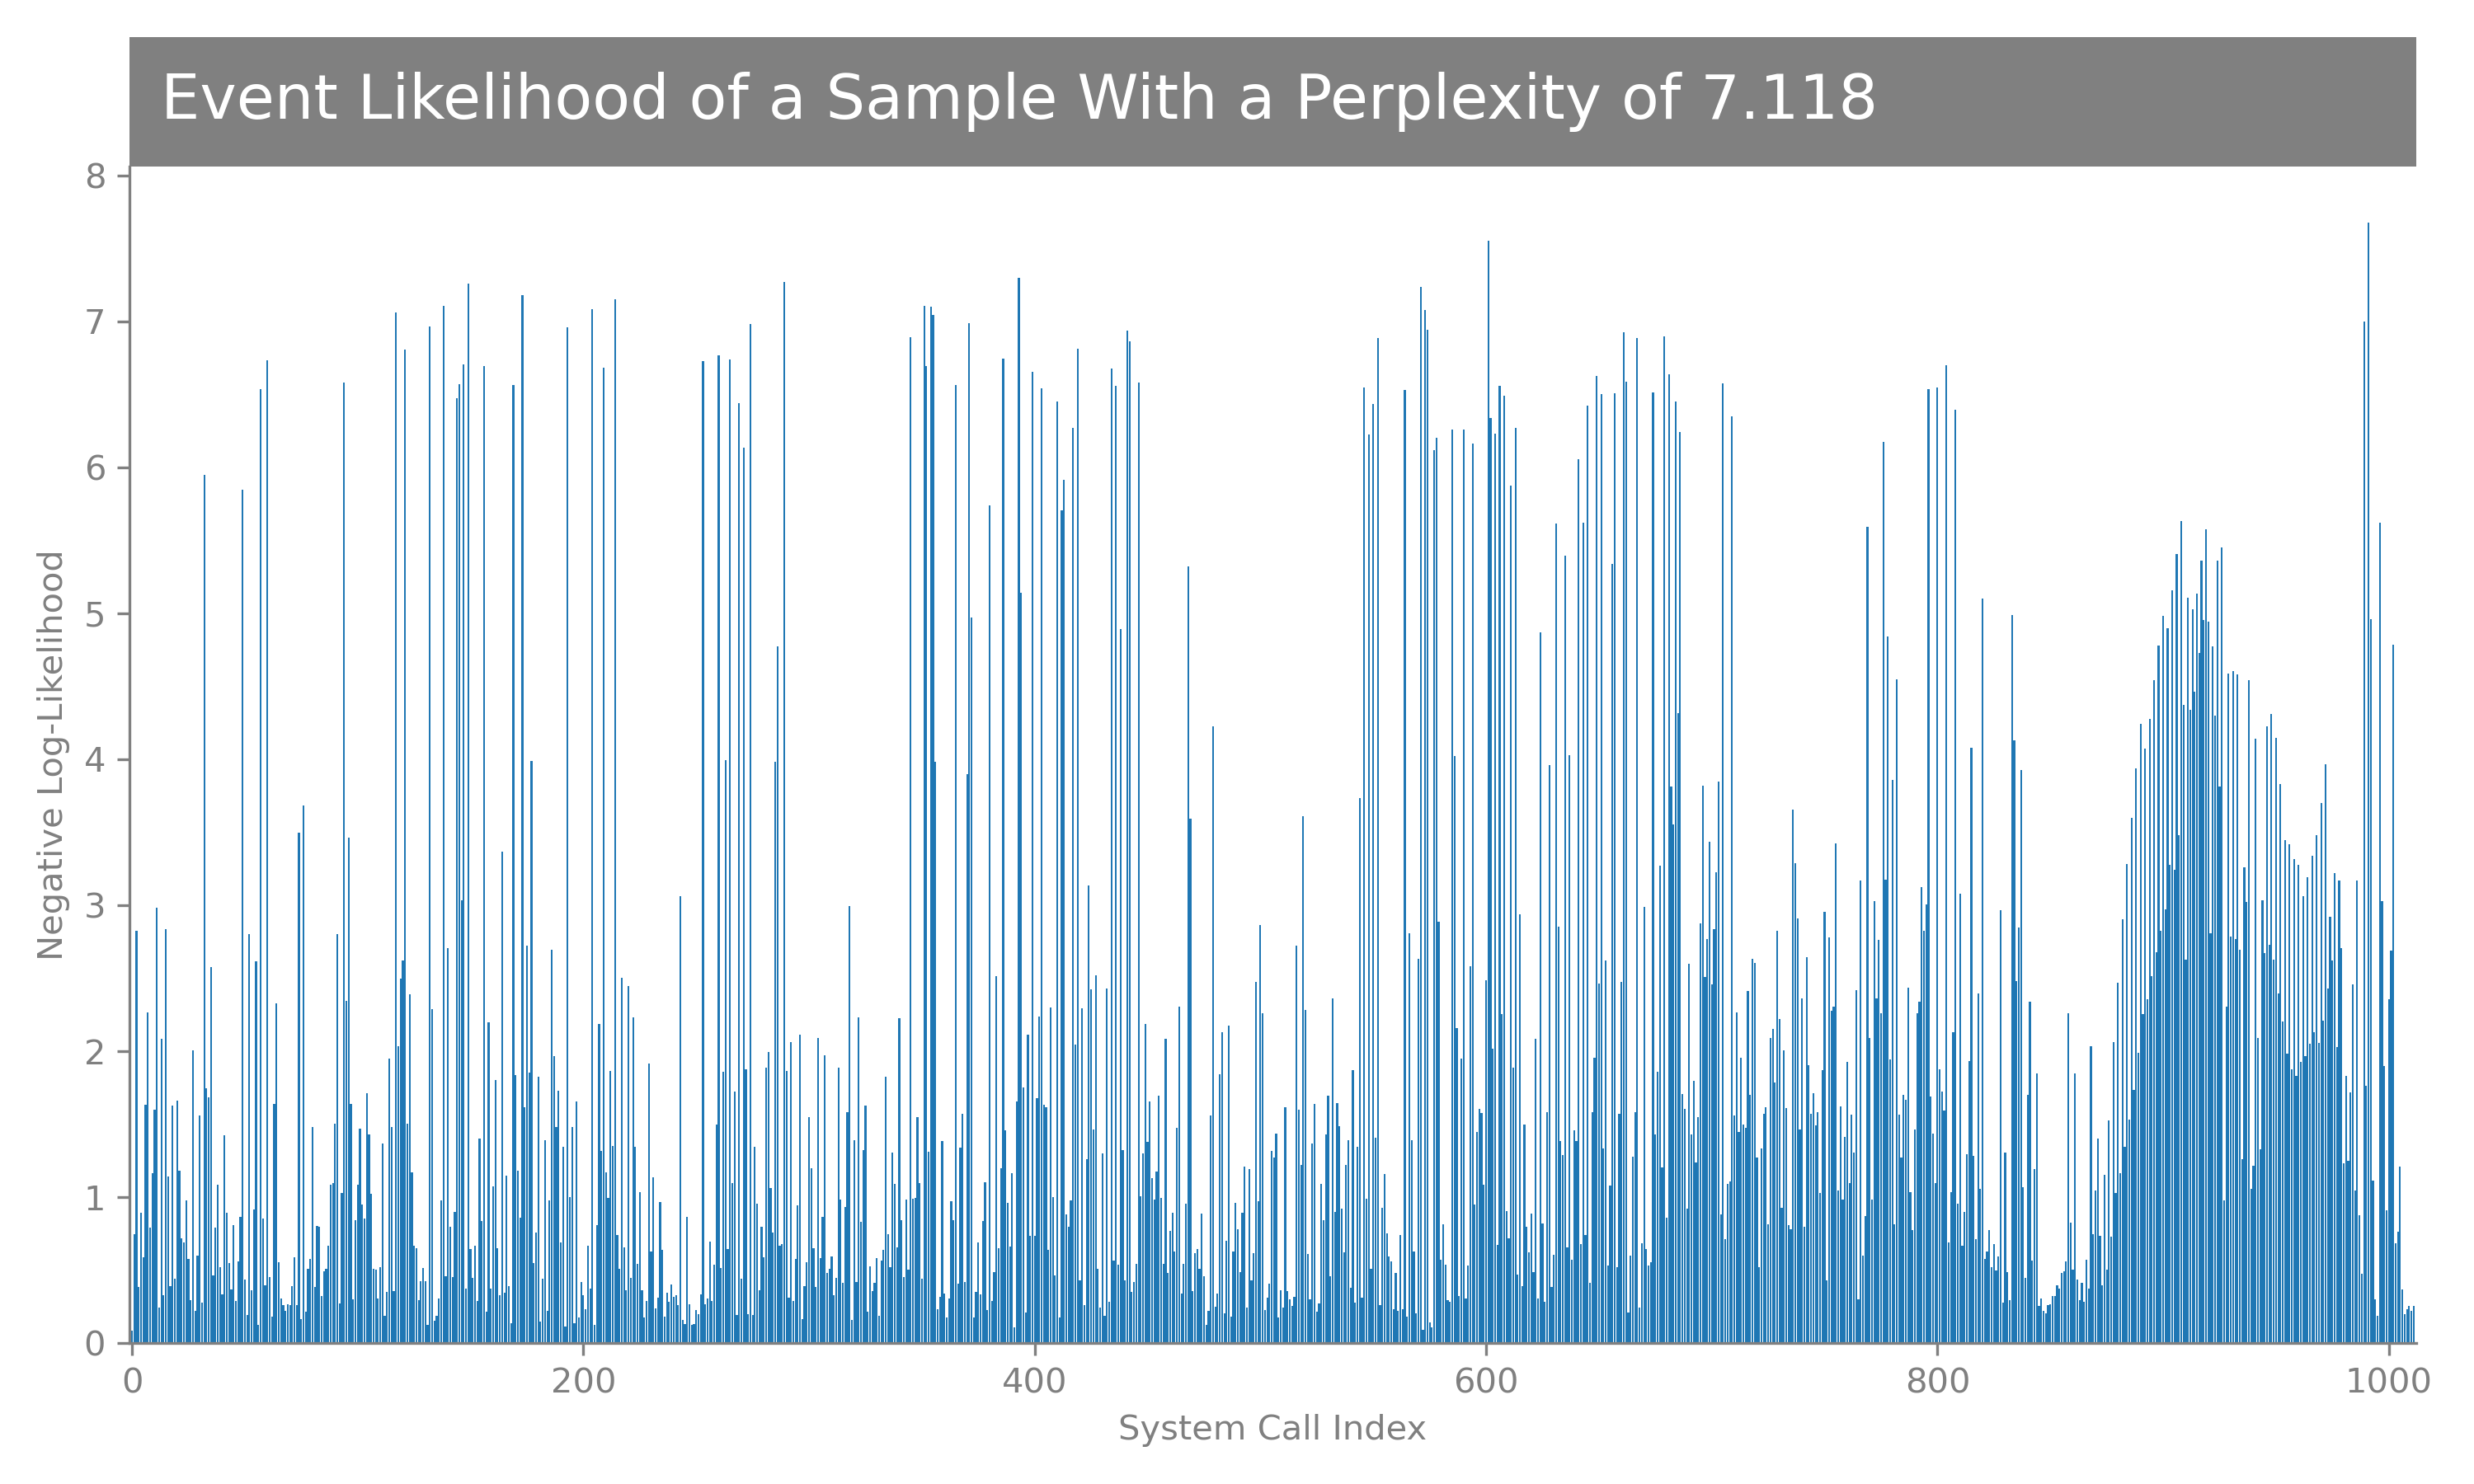 Event Likelihood of a Sample With a Perplexity of 7.118
8
7
6
5
4
3
2
1
0
Negative Log-Likelihood
0 200 400 600 800 1000
System Call Index